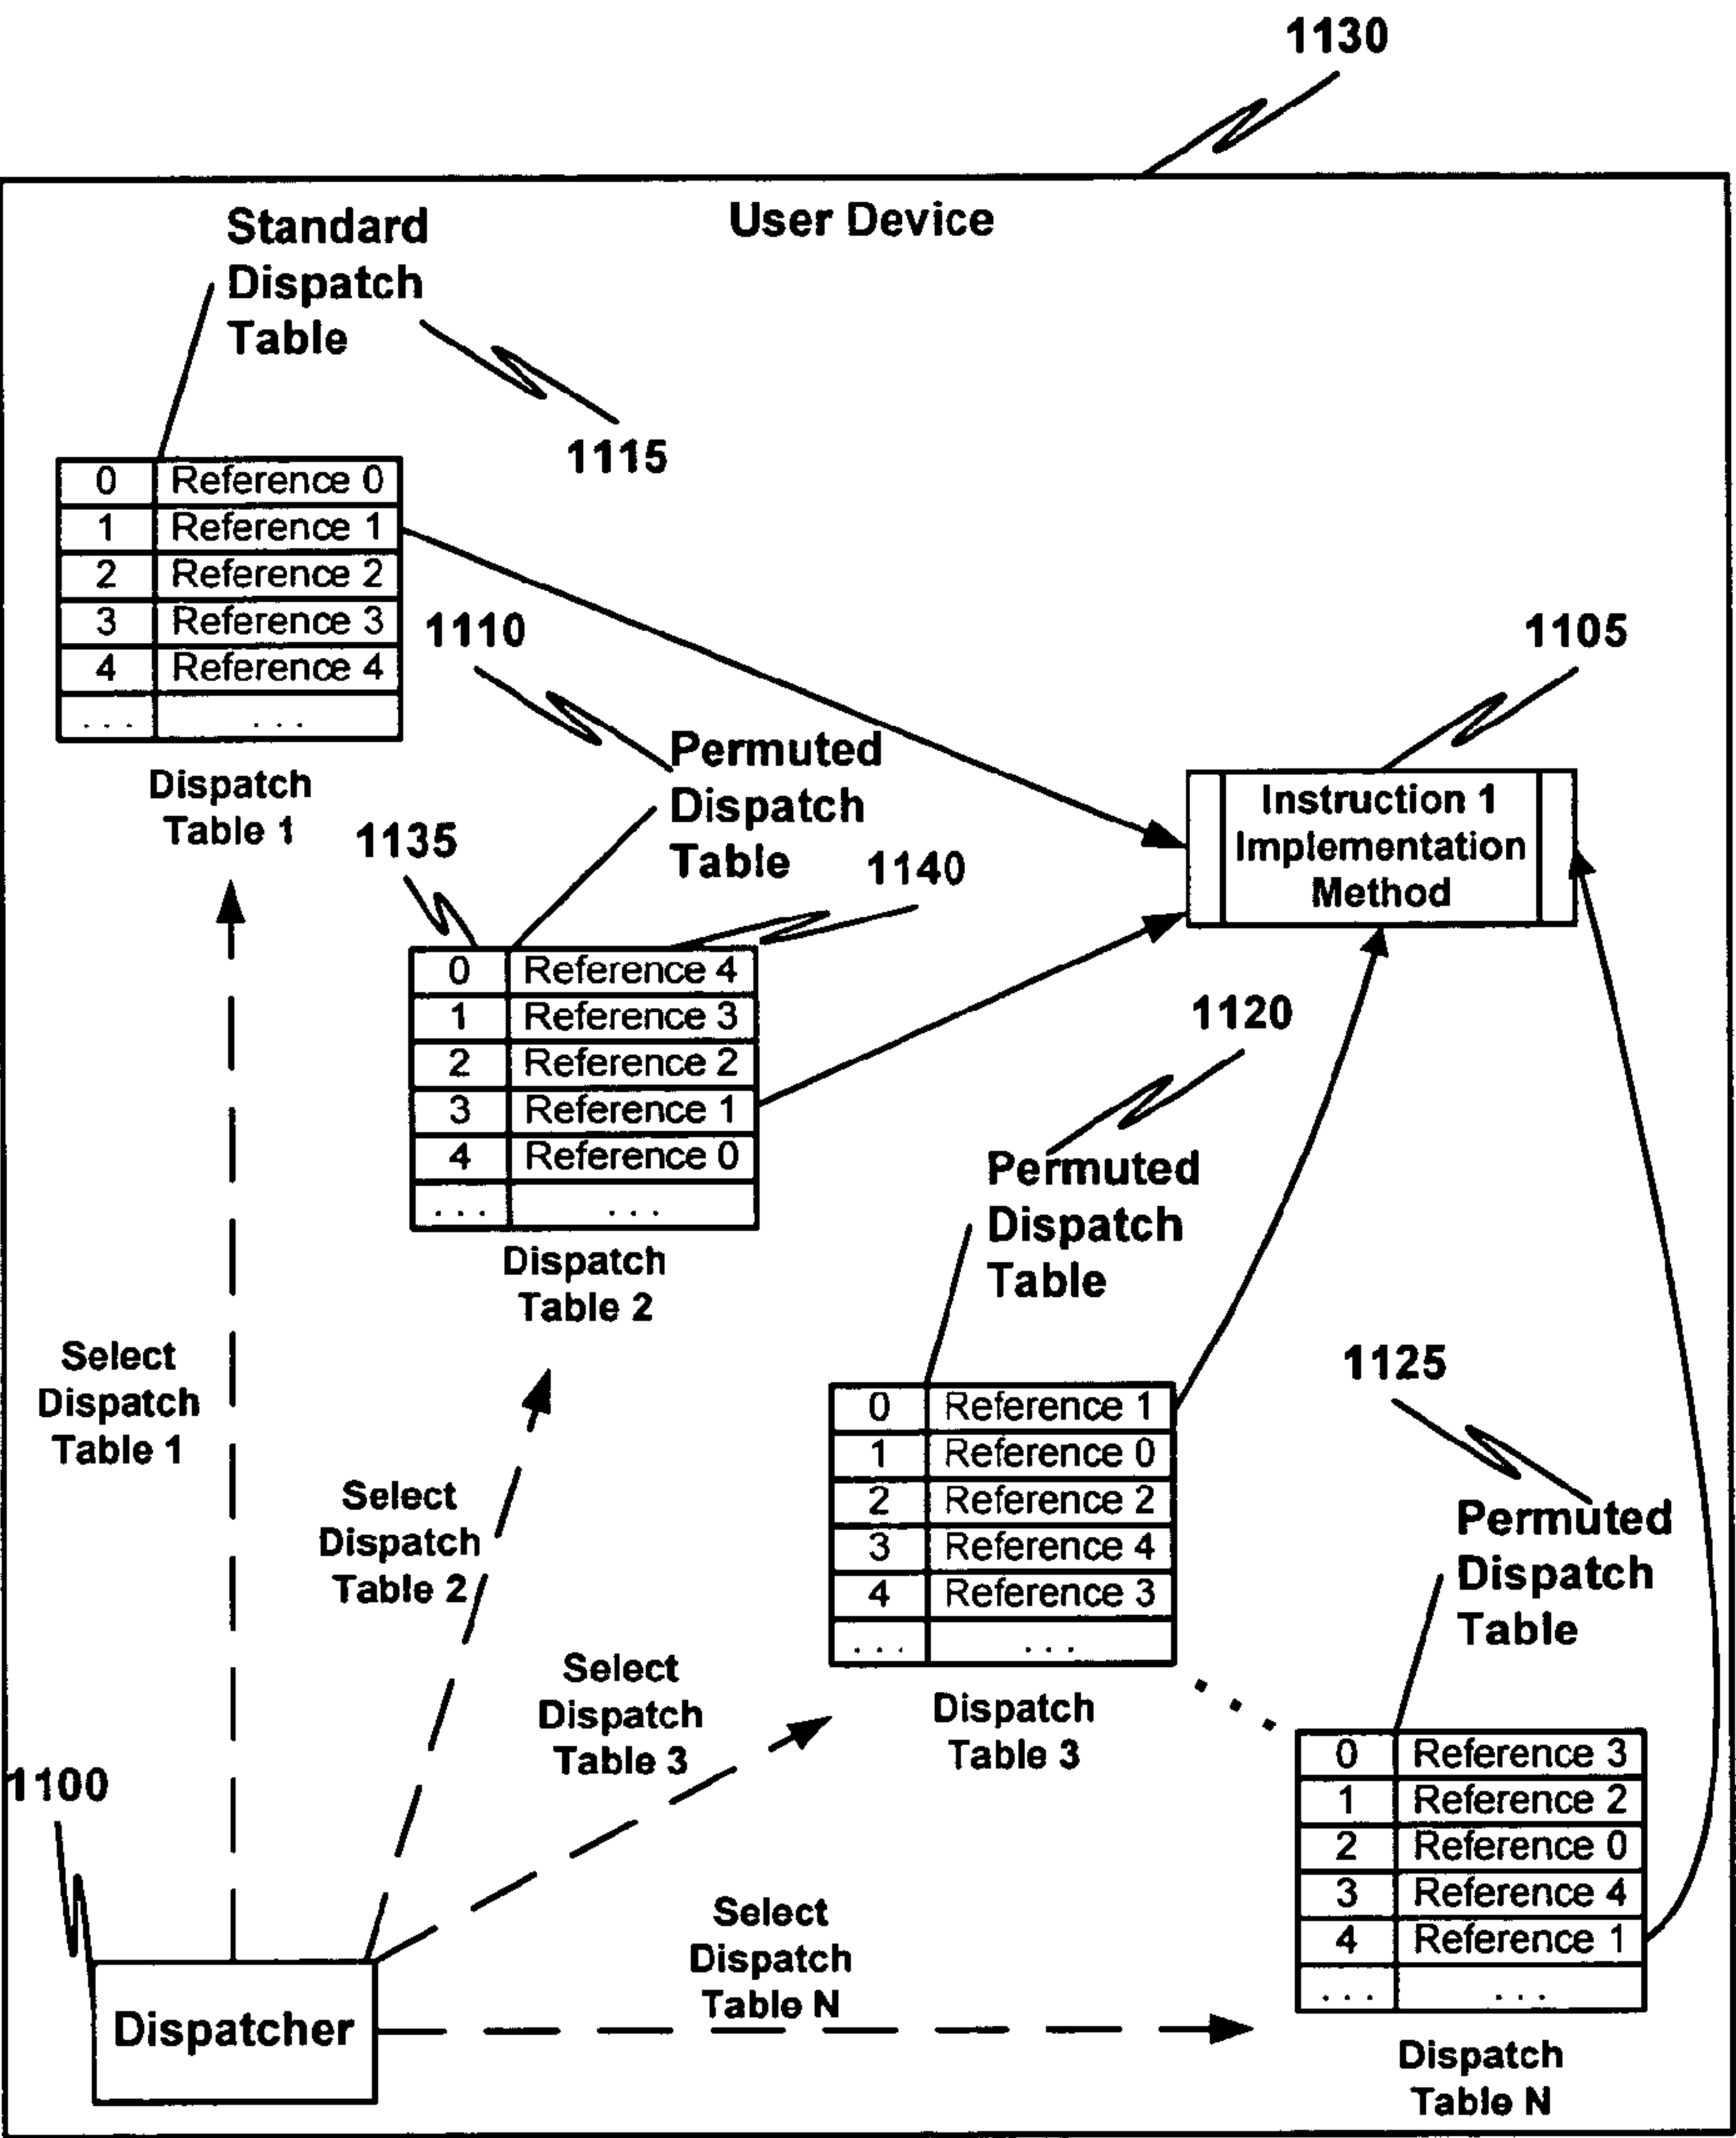 1130
User Device
Standard
Dispatch
Table
1115
0 Reference 0
1 Reference 1
2 Reference 2
3 Reference 3
4 Reference 4
... ...
Dispatch
Table 1
1110
Permuted
Dispatch
Table
1105
Instruction 1
Implementation
Method
1135
1140
0 Reference 4
1 Reference 3
2 Reference 2
3 Reference 1
4 Reference 0
... ...
Dispatch
Table 2
1120
Permuted
Dispatch
Table
0 Reference 1
1 Reference 0
2 Reference 2
3 Reference 4
4 Reference 3
... ...
Dispatch
Table 3
1125
Permuted
Dispatch
Table
0 Reference 3
1 Reference 2
2 Reference 0
3 Reference 4
4 Reference 1
... ...
Dispatch
Table N
Select
Dispatch
Table 1
Select
Dispatch
Table 2
Select
Dispatch
Table 3
Select
Dispatch
Table N
1100
Dispatcher